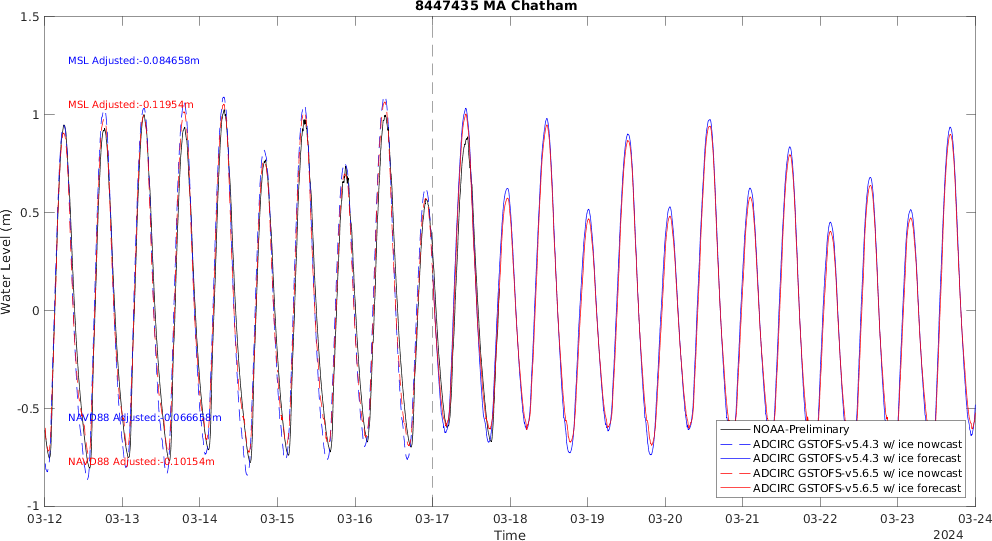 8447435 MA Chatham
1.5
1
0.5
0
-0.5
-1
Water Level (m)
MSL Adjusted:-0.084658m
MSL Adjusted:-0.11954m
NAVD88 Adjusted:-0.066658m
NAVD88 Adjusted:-0.10154m
NOAA-Preliminary
ADCIRC GSTOFS-v5.4.3 w/ ice nowcast
ADCIRC GSTOFS-v5.4.3 w/ ice forecast
ADCIRC GSTOFS-v5.6.5 w/ ice nowcast
ADCIRC GSTOFS-v5.6.5 w/ ice forecast
03-12 03-13 03-14 03-15 03-16 03-17 03-18 03-19 03-20 03-21 03-22 03-23 03-24
Time
2024